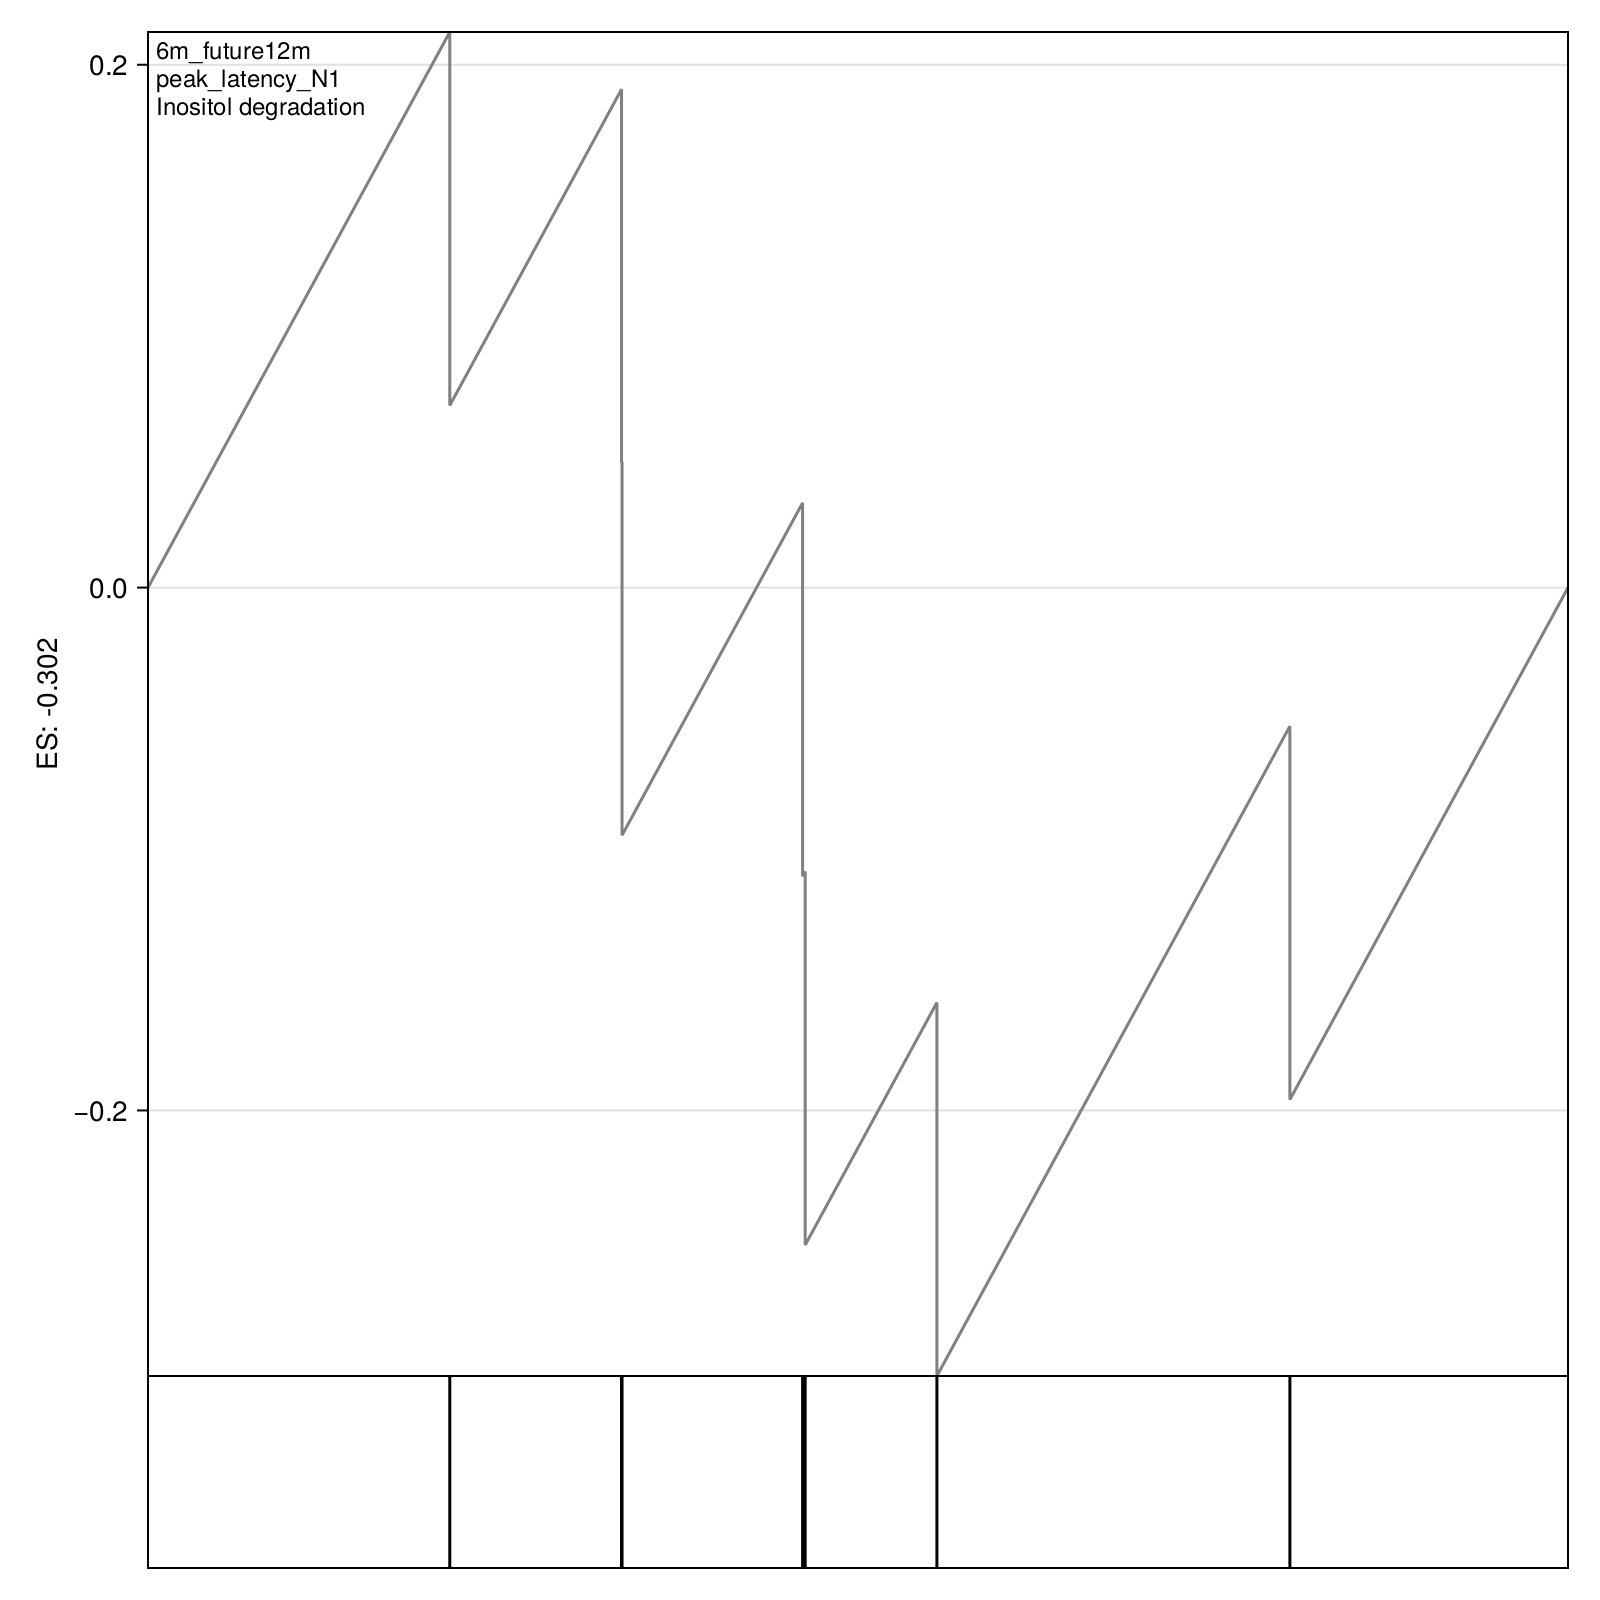 6m_future12m
peak_latency_N1
Inositol degradation
0.2
0.0
−0.2
ES: -0.302